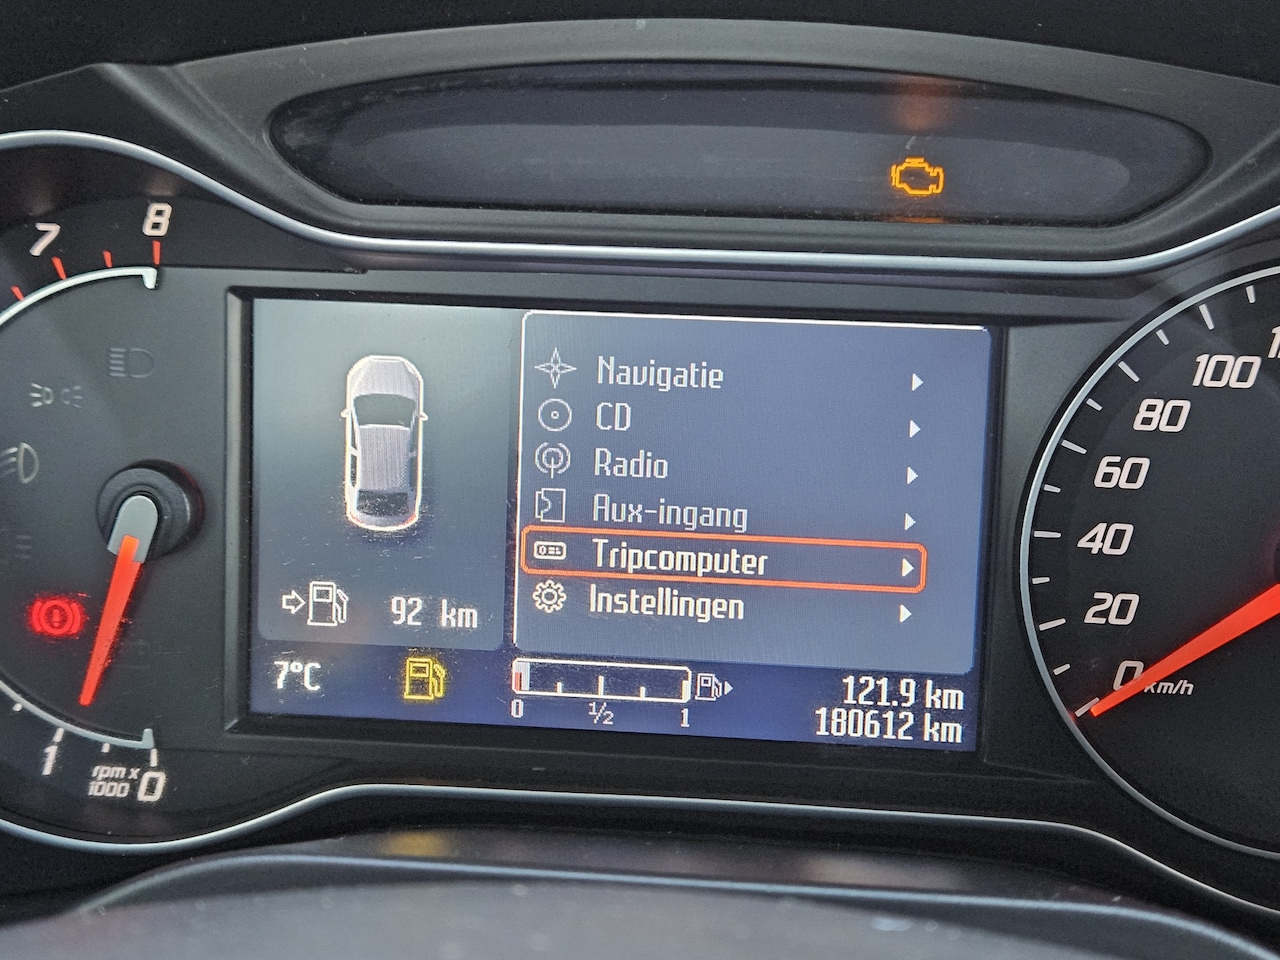 7
8
Navigatie
CD
Radio
Aux-ingang
Tripcomputer
Instellingen
92 km
7°C
0
1/2
1
121.9 km
180612 km
1
rpm x
1000
0
100
80
60
40
20
0
km/h